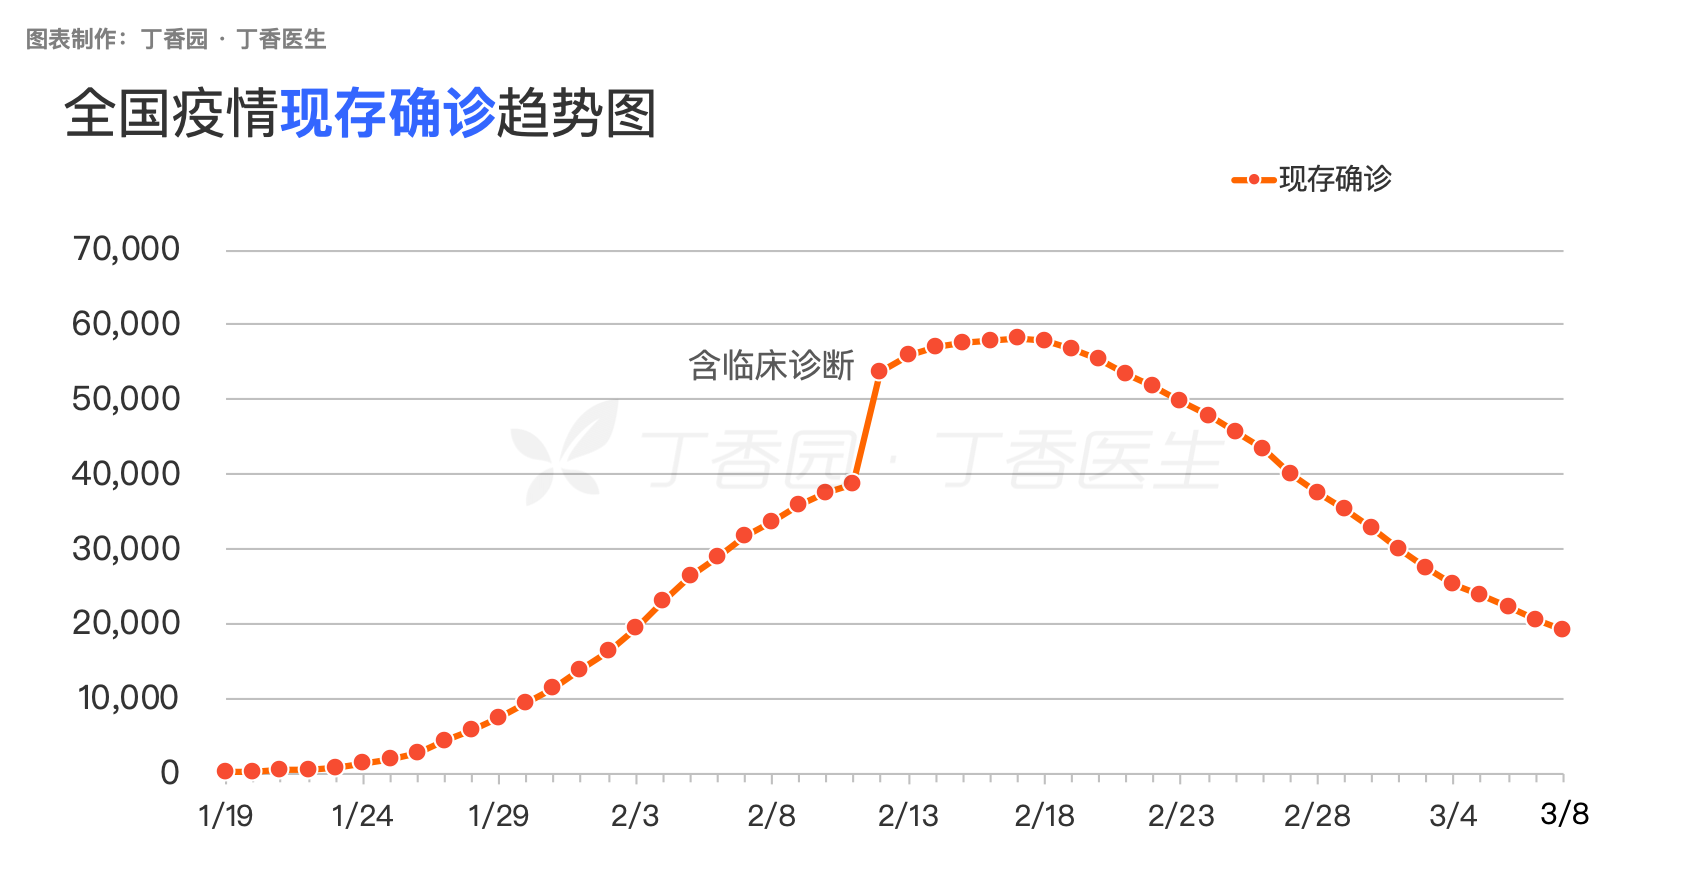 图表制作：丁香园 · 丁香医生
全国疫情现存确诊趋势图
现存确诊
70,000
60,000
含临床诊断
50,000
丁香园 · 丁香医生
40,000
30,000
20,000
10,000
0
1/19 1/24 1/29 2/3 2/8 2/13 2/18 2/23 2/28 3/4 3/8